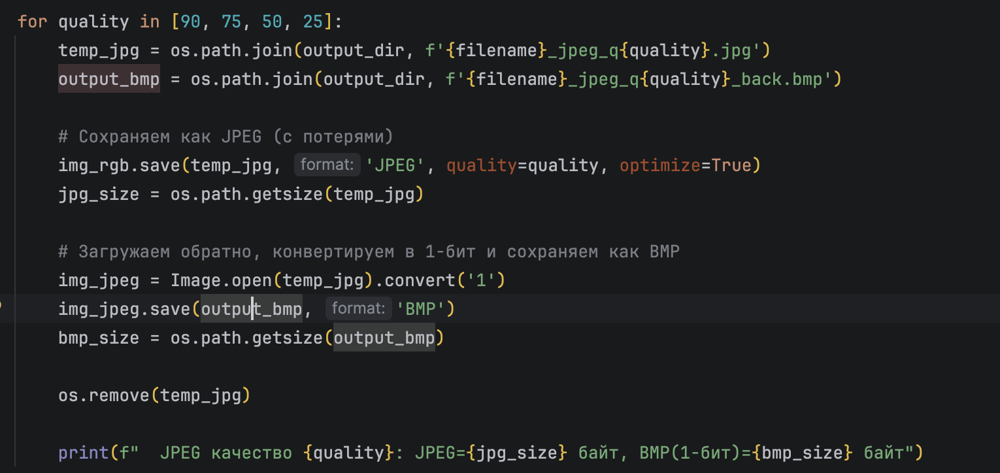 for quality in [90, 75, 50, 25]:
temp_jpg = os.path.join(output_dir, f'{filename}_jpeg_q{quality}.jpg')
output_bmp = os.path.join(output_dir, f'{filename}_jpeg_q{quality}_back.bmp')
# Сохраняем как JPEG (с потерями)
img_rgb.save(temp_jpg, format: 'JPEG', quality=quality, optimize=True)
jpg_size = os.path.getsize(temp_jpg)
# Загружаем обратно, конвертируем в 1-бит и сохраняем как BMP
img_jpeg = Image.open(temp_jpg).convert('1')
img_jpeg.save(output_bmp, format: 'BMP')
bmp_size = os.path.getsize(output_bmp)
os.remove(temp_jpg)
print(f"  JPEG качество {quality}: JPEG={jpg_size} байт, BMP(1-бит)={bmp_size} байт")